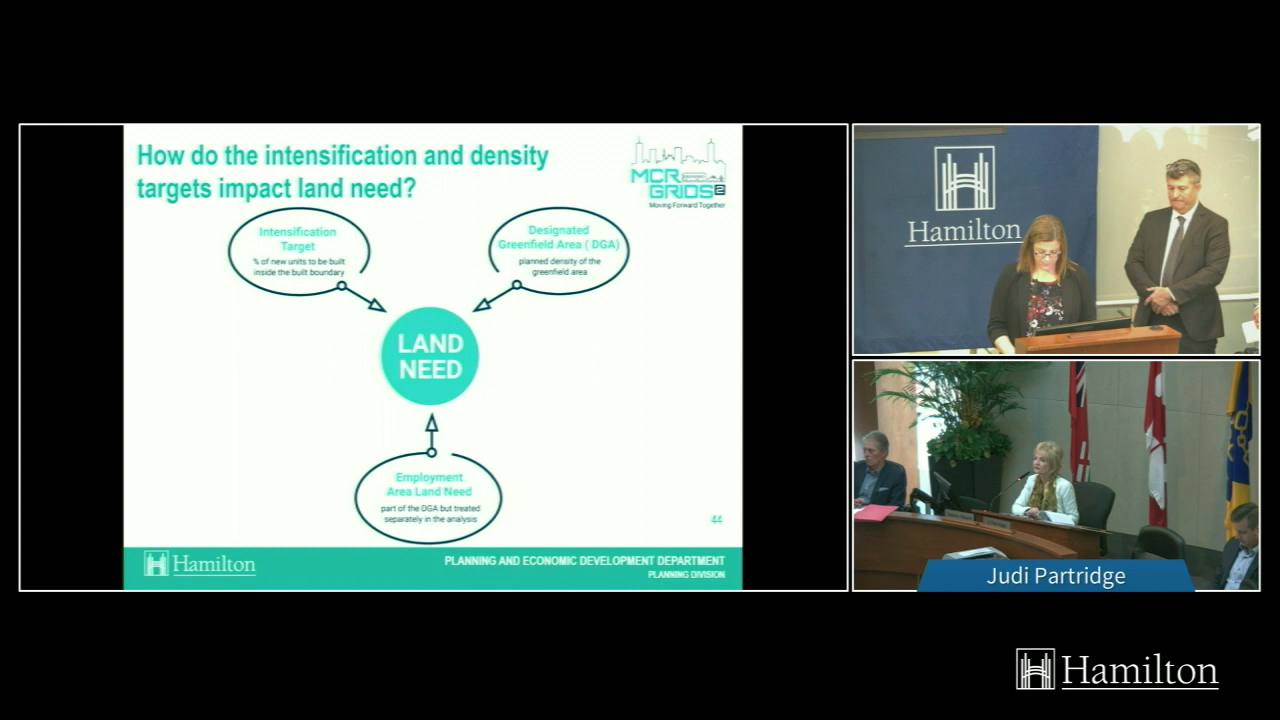 How do the intensification and density
targets impact land need?
MCR
GRIDS2
Moving Forward Together
Intensification
Target
% of new units to be built
inside the built boundary
Designated
Greenfield Area ( DGA)
planned density of the
greenfield area
LAND
NEED
Employment
Area Land Need
part of the DGA but treated
separately in the analysis
44
Hamilton
PLANNING AND ECONOMIC DEVELOPMENT DEPARTMENT
PLANNING DIVISION
Hamilton
Judi Partridge
Hamilton